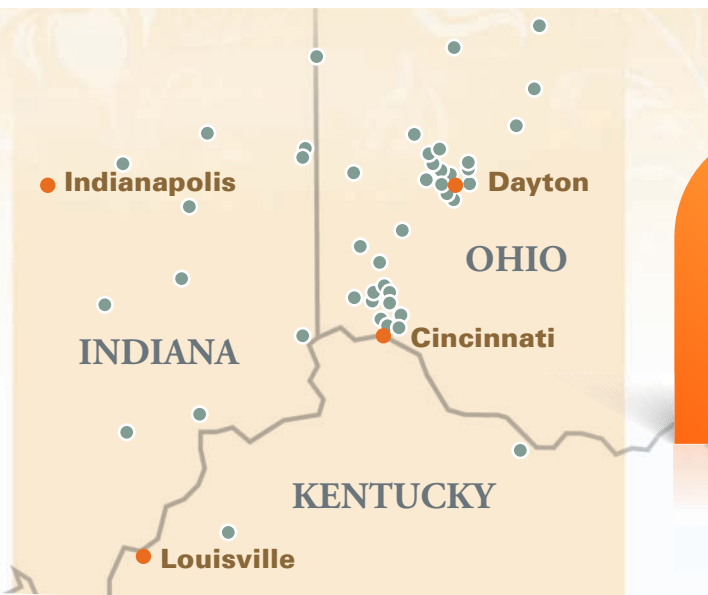 Indianapolis
Dayton
OHIO
Cincinnati
INDIANA
KENTUCKY
Louisville